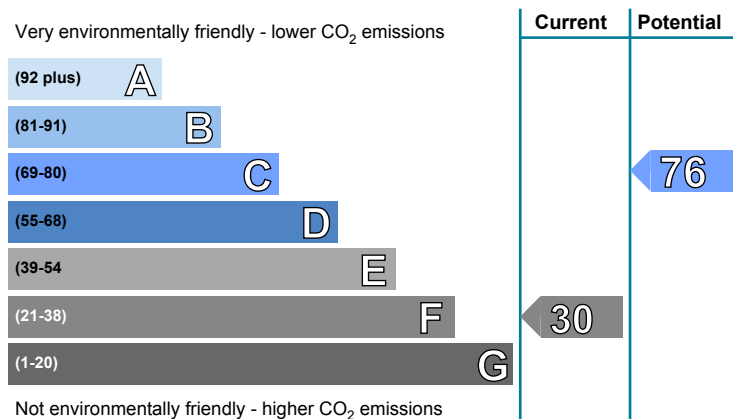 Current Potential
Very environmentally friendly - lower CO2 emissions
(92 plus) A
(81-91) B
(69-80) C 76
(55-68) D
(39-54 E
(21-38) F 30
(1-20) G
Not environmentally friendly - higher CO2 emissions